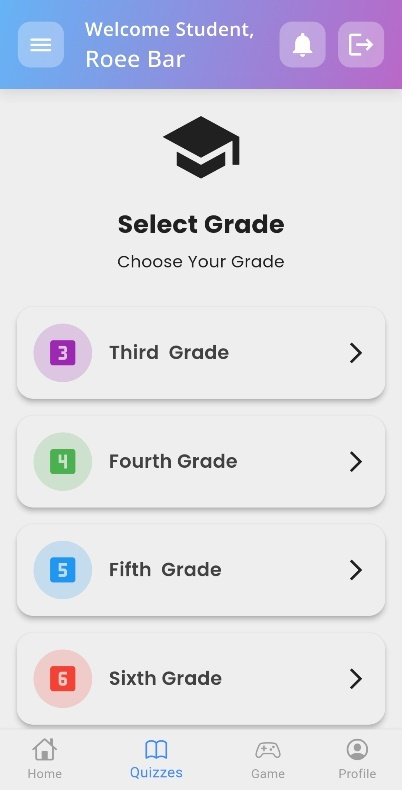 Welcome Student,
Roee Bar
Select Grade
Choose Your Grade
3 Third Grade
4 Fourth Grade
5 Fifth Grade
6 Sixth Grade
Home Quizzes Game Profile